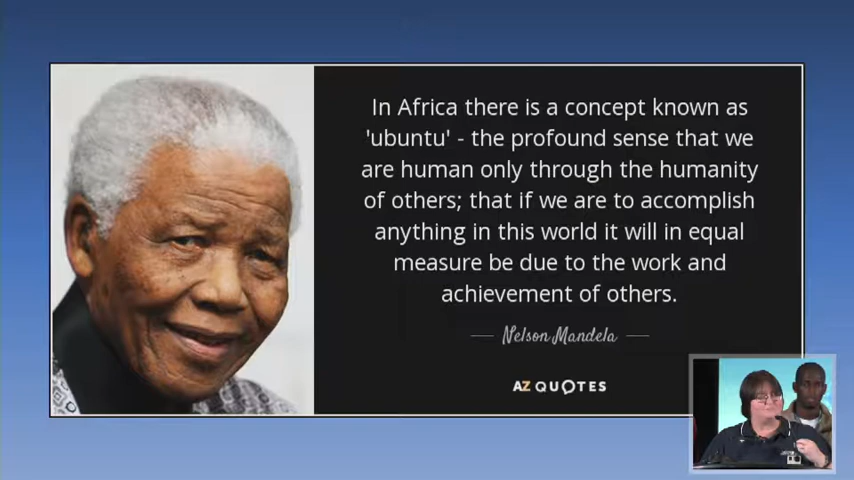 In Africa there is a concept known as
'ubuntu' - the profound sense that we
are human only through the humanity
of others; that if we are to accomplish
anything in this world it will in equal
measure be due to the work and
achievement of others.
Nelson Mandela
AZ QUOTES